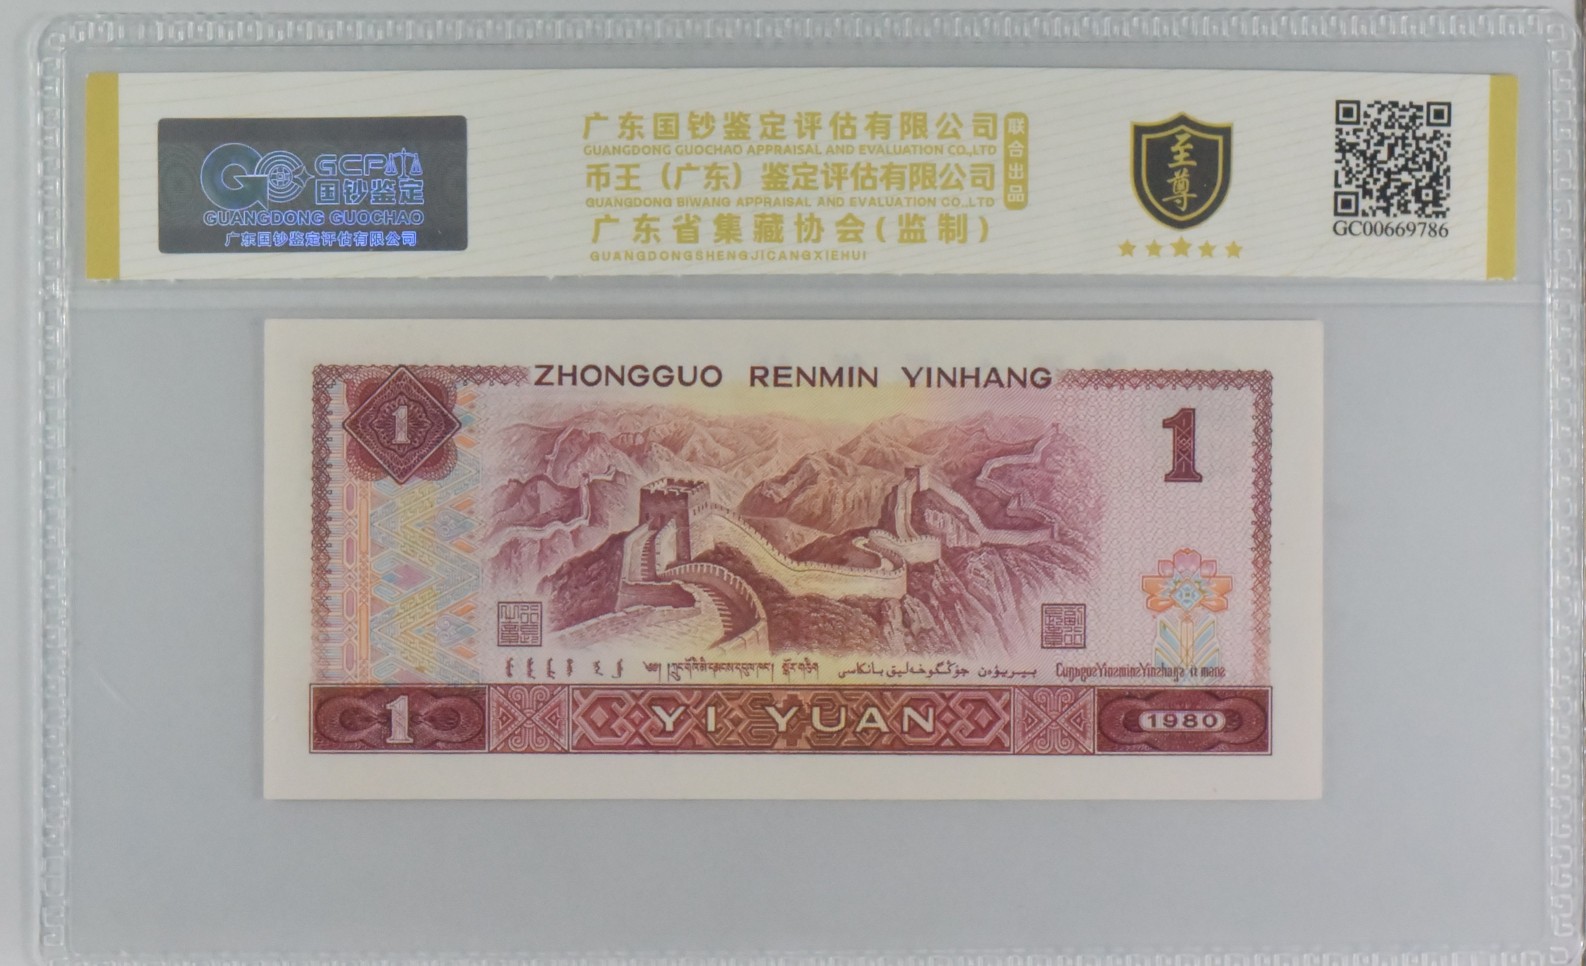 GCP
国钞鉴定
GUANGDONG GUOCHAO
广东国钞鉴定评估有限公司
广东国钞鉴定评估有限公司
GUANGDONG GUOCHAO APPRAISAL AND EVALUATION CO.,LTD
币王（广东）鉴定评估有限公司
GUANGDONG BIWANG APPRAISAL AND EVALUATION CO.,LTD
联合出品
广东省集藏协会(监制)
GUANGDONGSHENGJICANGXIEHUI
至尊
GC00669786
ZHONGGUO RENMIN YINHANG
1
1
YinzminzYinzhangz
1
YI YUAN
1980